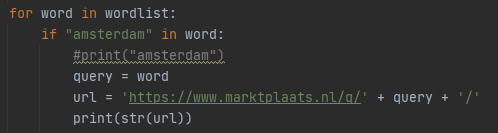 for word in wordlist:
if "amsterdam" in word:
#print("amsterdam")
query = word
url = 'https://www.marktplaats.nl/q/' + query + '/'
print(str(url))